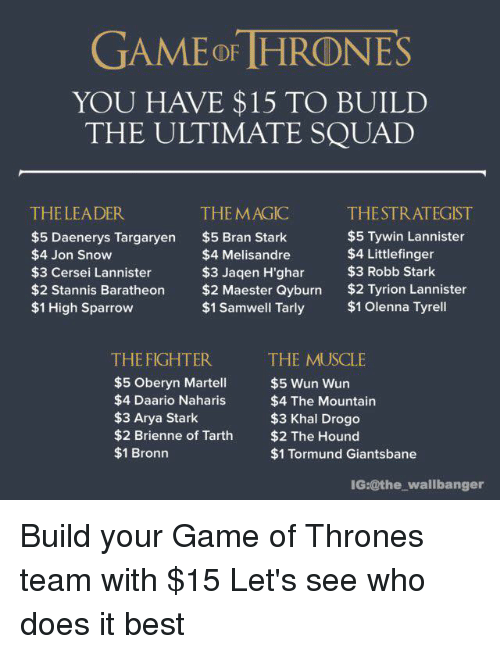 GAME OF THRONES
YOU HAVE $15 TO BUILD
THE ULTIMATE SQUAD
THE LEADER
$5 Daenerys Targaryen
$4 Jon Snow
$3 Cersei Lannister
$2 Stannis Baratheon
$1 High Sparrow
THE MAGIC
$5 Bran Stark
$4 Melisandre
$3 Jaqen H'ghar
$2 Maester Qyburn
$1 Samwell Tarly
THE STRATEGIST
$5 Tywin Lannister
$4 Littlefinger
$3 Robb Stark
$2 Tyrion Lannister
$1 Olenna Tyrell
THE FIGHTER
$5 Oberyn Martell
$4 Daario Naharis
$3 Arya Stark
$2 Brienne of Tarth
$1 Bronn
THE MUSCLE
$5 Wun Wun
$4 The Mountain
$3 Khal Drogo
$2 The Hound
$1 Tormund Giantsbane
IG:@the_wallbanger
Build your Game of Thrones
team with $15 Let's see who
does it best